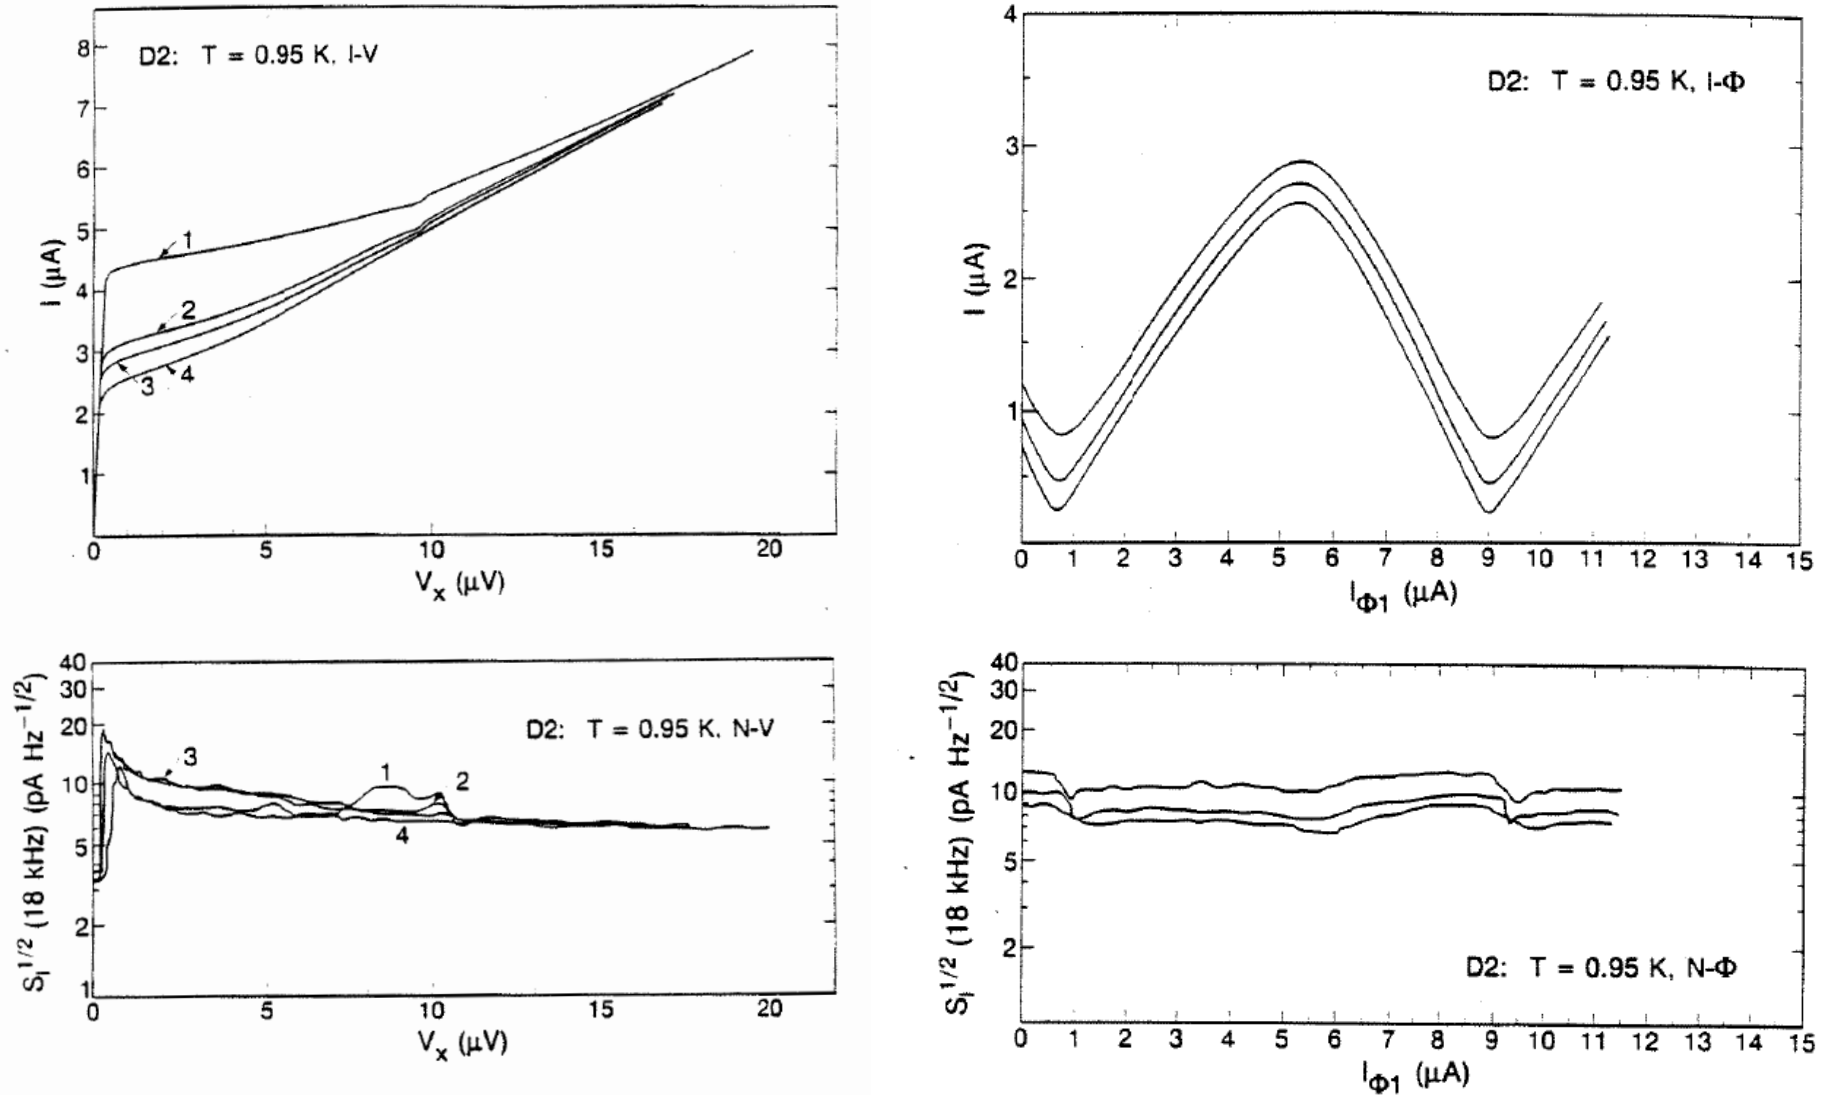 D2: T = 0.95 K, I-V
8
7
6
5
4
3
2
1
I (μA)
1
2
3
4
0 5 10 15 20
Vx (μV)
D2: T = 0.95 K, I-Φ
4
3
2
1
I (μA)
0 1 2 3 4 5 6 7 8 9 10 11 12 13 14 15
IΦ1 (μA)
D2: T = 0.95 K. N-V
40
30
20
10
5
2
1
SI^1/2 (18 kHz) (pA Hz^−1/2)
3
1
2
4
0 5 10 15 20
Vx (μV)
40
30
20
10
5
2
SI^1/2 (18 kHz) (pA Hz^−1/2)
D2: T = 0.95 K, N-Φ
0 1 2 3 4 5 6 7 8 9 10 11 12 13 14 15
IΦ1 (μA)